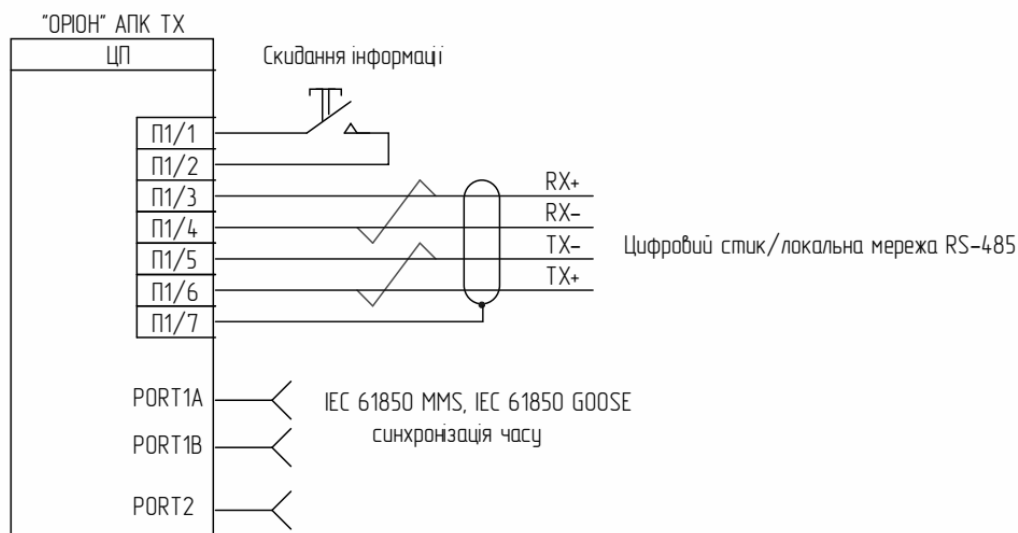 "ОРІОН" АПК ТХ
ЦП
Скидання інформації
П1/1
П1/2
П1/3
RX+
П1/4
RX-
П1/5
TX-
Цифровий стик/локальна мережа RS-485
П1/6
TX+
П1/7
PORT1A
IEC 61850 MMS, IEC 61850 GOOSE
синхронізація часу
PORT1B
PORT2